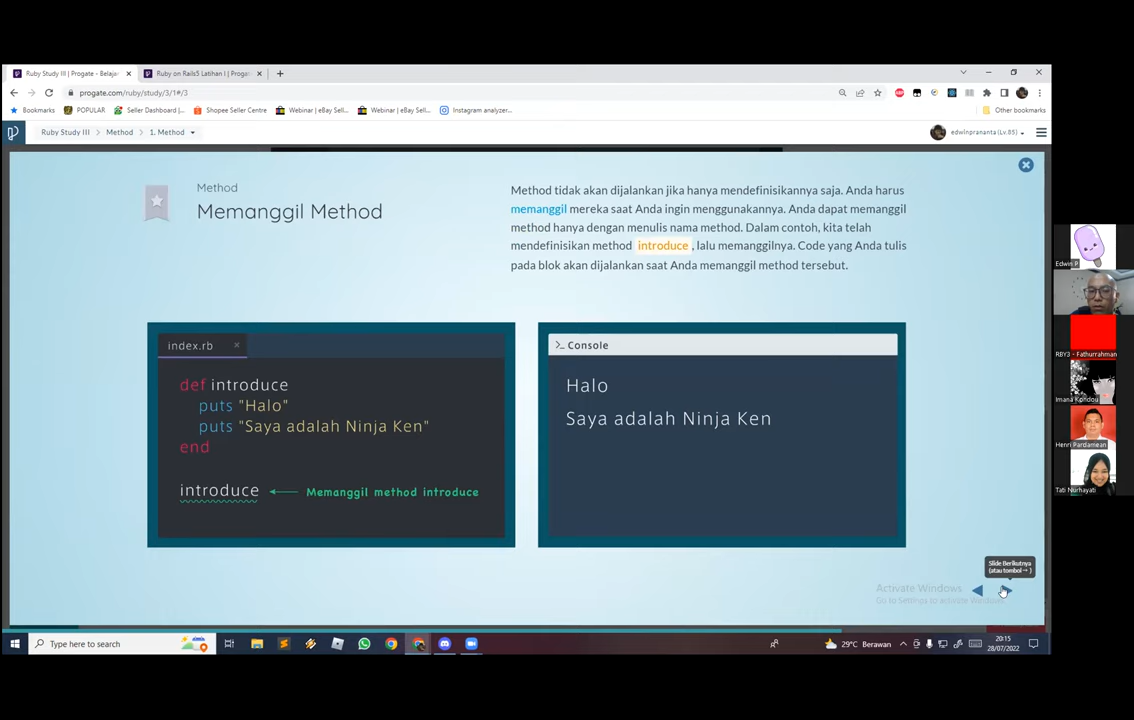 Ruby Study III | Progate - Belaja
Ruby on Rails5 Latihan I | Progat
progate.com/ruby/study/3/1#/3
Bookmarks
POPULAR
Seller Dashboard |...
Shopee Seller Centre
Webinar | eBay Sell...
Webinar | eBay Sell...
Instagram analyzer...
Other bookmarks
Ruby Study III
Method
1. Method
edwinprananta (Lv.85)
Method
Memanggil Method
Method tidak akan dijalankan jika hanya mendefinisikannya saja. Anda harus
memanggil mereka saat Anda ingin menggunakannya. Anda dapat memanggil
method hanya dengan menulis nama method. Dalam contoh, kita telah
mendefinisikan method introduce, lalu memanggilnya. Code yang Anda tulis
pada blok akan dijalankan saat Anda memanggil method tersebut.
index.rb
def introduce
puts "Halo"
puts "Saya adalah Ninja Ken"
end
introduce
Memanggil method introduce
>_ Console
Halo
Saya adalah Ninja Ken
Slide Berikutnya
(atau tombol → )
Activate Windows
Go to Settings to activate Windows.
Edwin P
RBY3 - Fathurrahman
Henri Pardamean
Tati Nurhayati
Type here to search
29°C Berawan
20:15
28/07/2022